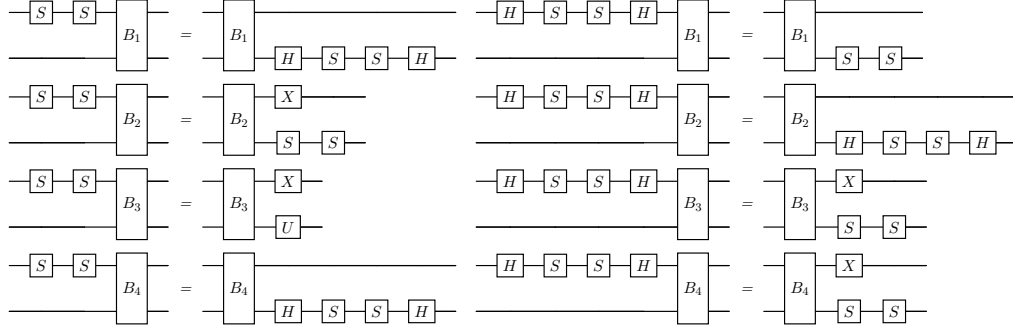 S S H S S H
B₁ = B₁ B₁ = B₁
H S S H S S
S S X H S S H
B₂ = B₂ B₂ = B₂
S S H S S H
S S X H S S H X
B₃ = B₃ B₃ = B₃
U S S
S S H S S H X
B₄ = B₄ B₄ = B₄
H S S H S S